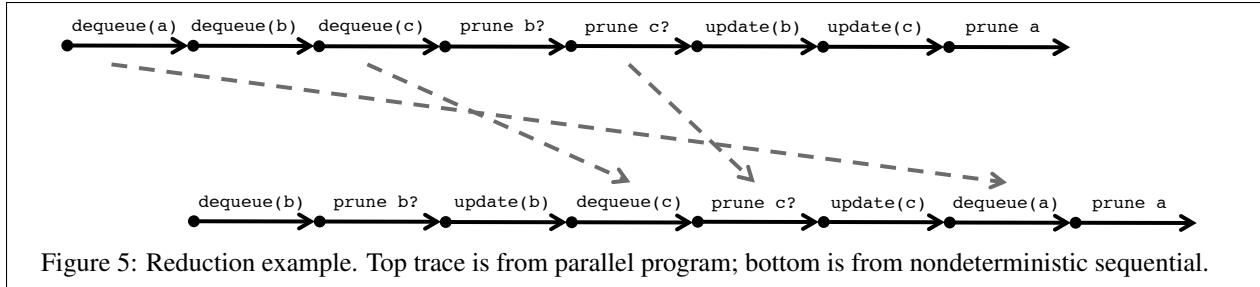 dequeue(a) dequeue(b) dequeue(c) prune b? prune c? update(b) update(c) prune a
dequeue(b) prune b? update(b) dequeue(c) prune c? update(c) dequeue(a) prune a
Figure 5: Reduction example. Top trace is from parallel program; bottom is from nondeterministic sequential.